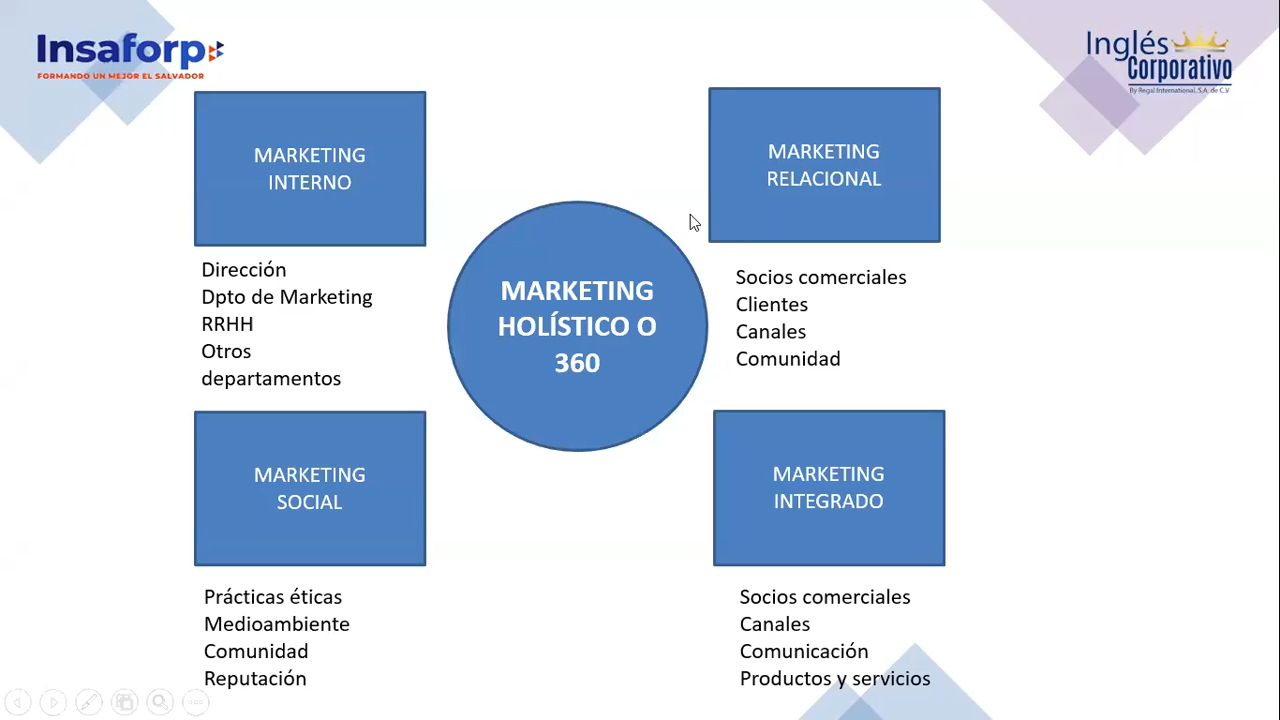 Insaforp
FORMANDO UN MEJOR EL SALVADOR
Inglés
Corporativo
By Regal International, S.A. de C.V
MARKETING
INTERNO
Dirección
Dpto de Marketing
RRHH
Otros
departamentos
MARKETING
RELACIONAL
Socios comerciales
Clientes
Canales
Comunidad
MARKETING
HOLÍSTICO O
360
MARKETING
SOCIAL
Prácticas éticas
Medioambiente
Comunidad
Reputación
MARKETING
INTEGRADO
Socios comerciales
Canales
Comunicación
Productos y servicios